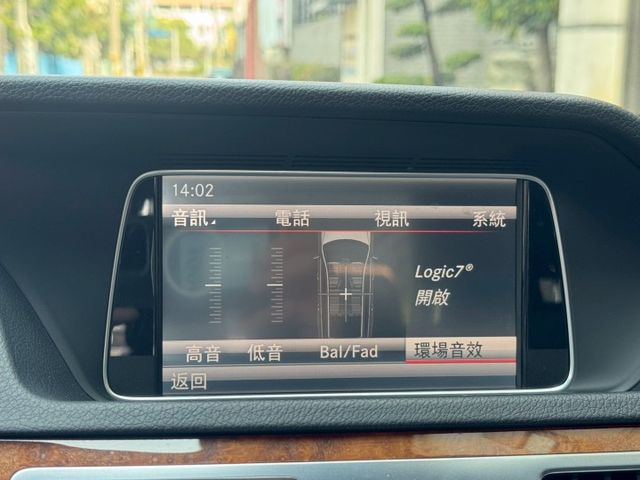 14:02
音訊 電話 視訊 系統
Logic7®
開啟
高音 低音 Bal/Fad 環場音效
返回